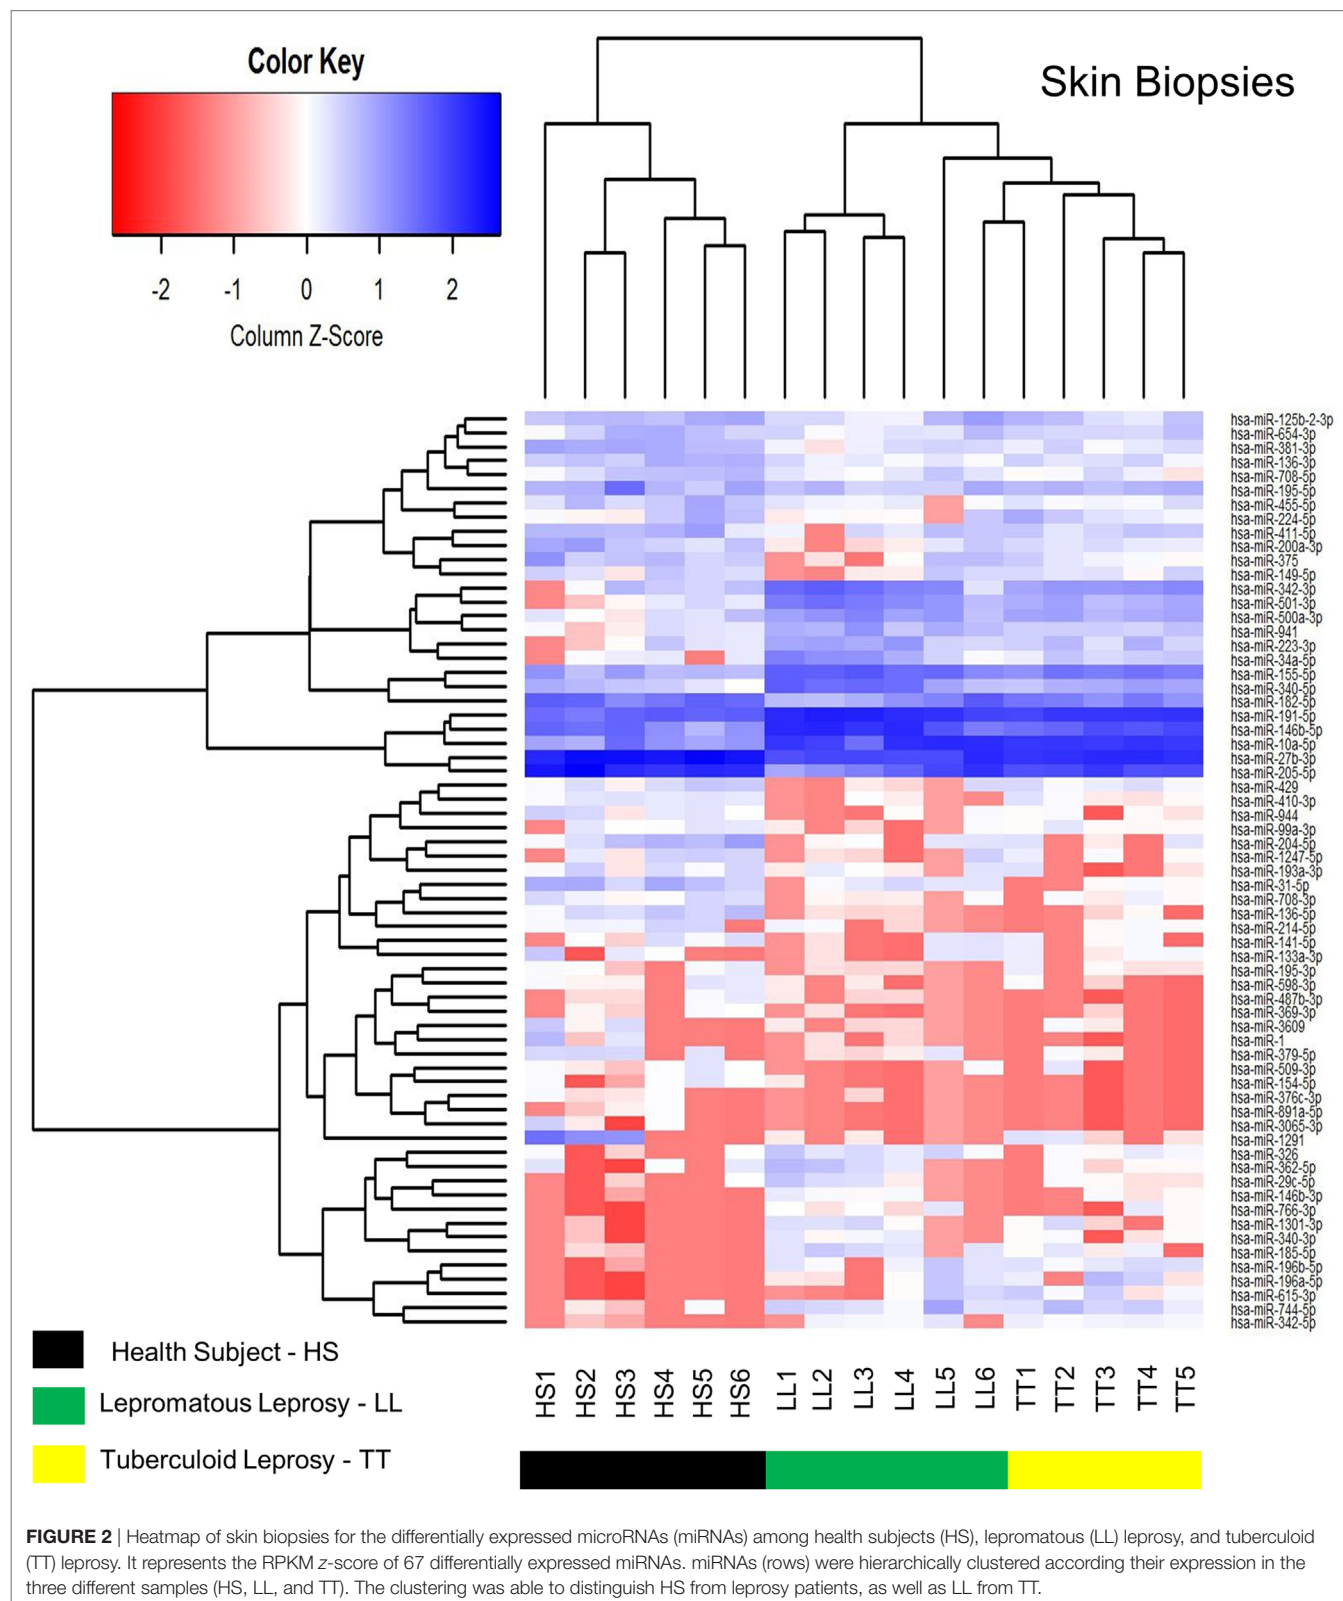 Color Key
Skin Biopsies
-2 -1 0 1 2
Column Z-Score
hsa-miR-125b-2-3p
hsa-miR-654-3p
hsa-miR-381-3p
hsa-miR-136-3p
hsa-miR-708-5p
hsa-miR-195-5p
hsa-miR-455-5p
hsa-miR-224-5p
hsa-miR-411-5p
hsa-miR-200a-3p
hsa-miR-375
hsa-miR-149-5p
hsa-miR-342-3p
hsa-miR-501-3p
hsa-miR-500a-3p
hsa-miR-941
hsa-miR-223-3p
hsa-miR-34a-5p
hsa-miR-155-5p
hsa-miR-340-5p
hsa-miR-182-5p
hsa-miR-191-5p
hsa-miR-146b-5p
hsa-miR-10a-5p
hsa-miR-27b-3p
hsa-miR-205-5p
hsa-miR-429
hsa-miR-410-3p
hsa-miR-944
hsa-miR-99a-3p
hsa-miR-204-5p
hsa-miR-1247-5p
hsa-miR-193a-3p
hsa-miR-31-5p
hsa-miR-708-3p
hsa-miR-136-5p
hsa-miR-214-5p
hsa-miR-141-5p
hsa-miR-133a-3p
hsa-miR-195-3p
hsa-miR-598-3p
hsa-miR-487b-3p
hsa-miR-369-3p
hsa-miR-3609
hsa-miR-1
hsa-miR-379-5p
hsa-miR-509-3p
hsa-miR-154-5p
hsa-miR-376c-3p
hsa-miR-891a-5p
hsa-miR-3065-3p
hsa-miR-1291
hsa-miR-326
hsa-miR-362-5p
hsa-miR-29c-5p
hsa-miR-146b-3p
hsa-miR-766-3p
hsa-miR-1301-3p
hsa-miR-340-3p
hsa-miR-185-5p
hsa-miR-196b-5p
hsa-miR-196a-5p
hsa-miR-615-3p
hsa-miR-744-5p
hsa-miR-342-5p
HS1 HS2 HS3 HS4 HS5 HS6 LL1 LL2 LL3 LL4 LL5 LL6 TT1 TT2 TT3 TT4 TT5
Health Subject - HS
Lepromatous Leprosy - LL
Tuberculoid Leprosy - TT
FIGURE 2 | Heatmap of skin biopsies for the differentially expressed microRNAs (miRNAs) among health subjects (HS), lepromatous (LL) leprosy, and tuberculoid
(TT) leprosy. It represents the RPKM z-score of 67 differentially expressed miRNAs. miRNAs (rows) were hierarchically clustered according their expression in the
three different samples (HS, LL, and TT). The clustering was able to distinguish HS from leprosy patients, as well as LL from TT.